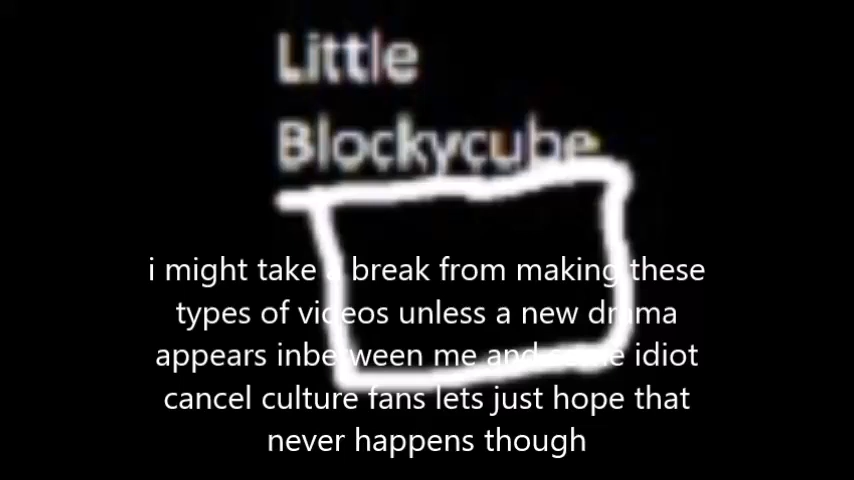 Little
Blockycube
i might take a break from making these
types of videos unless a new drama
appears inbetween me and some idiot
cancel culture fans lets just hope that
never happens though